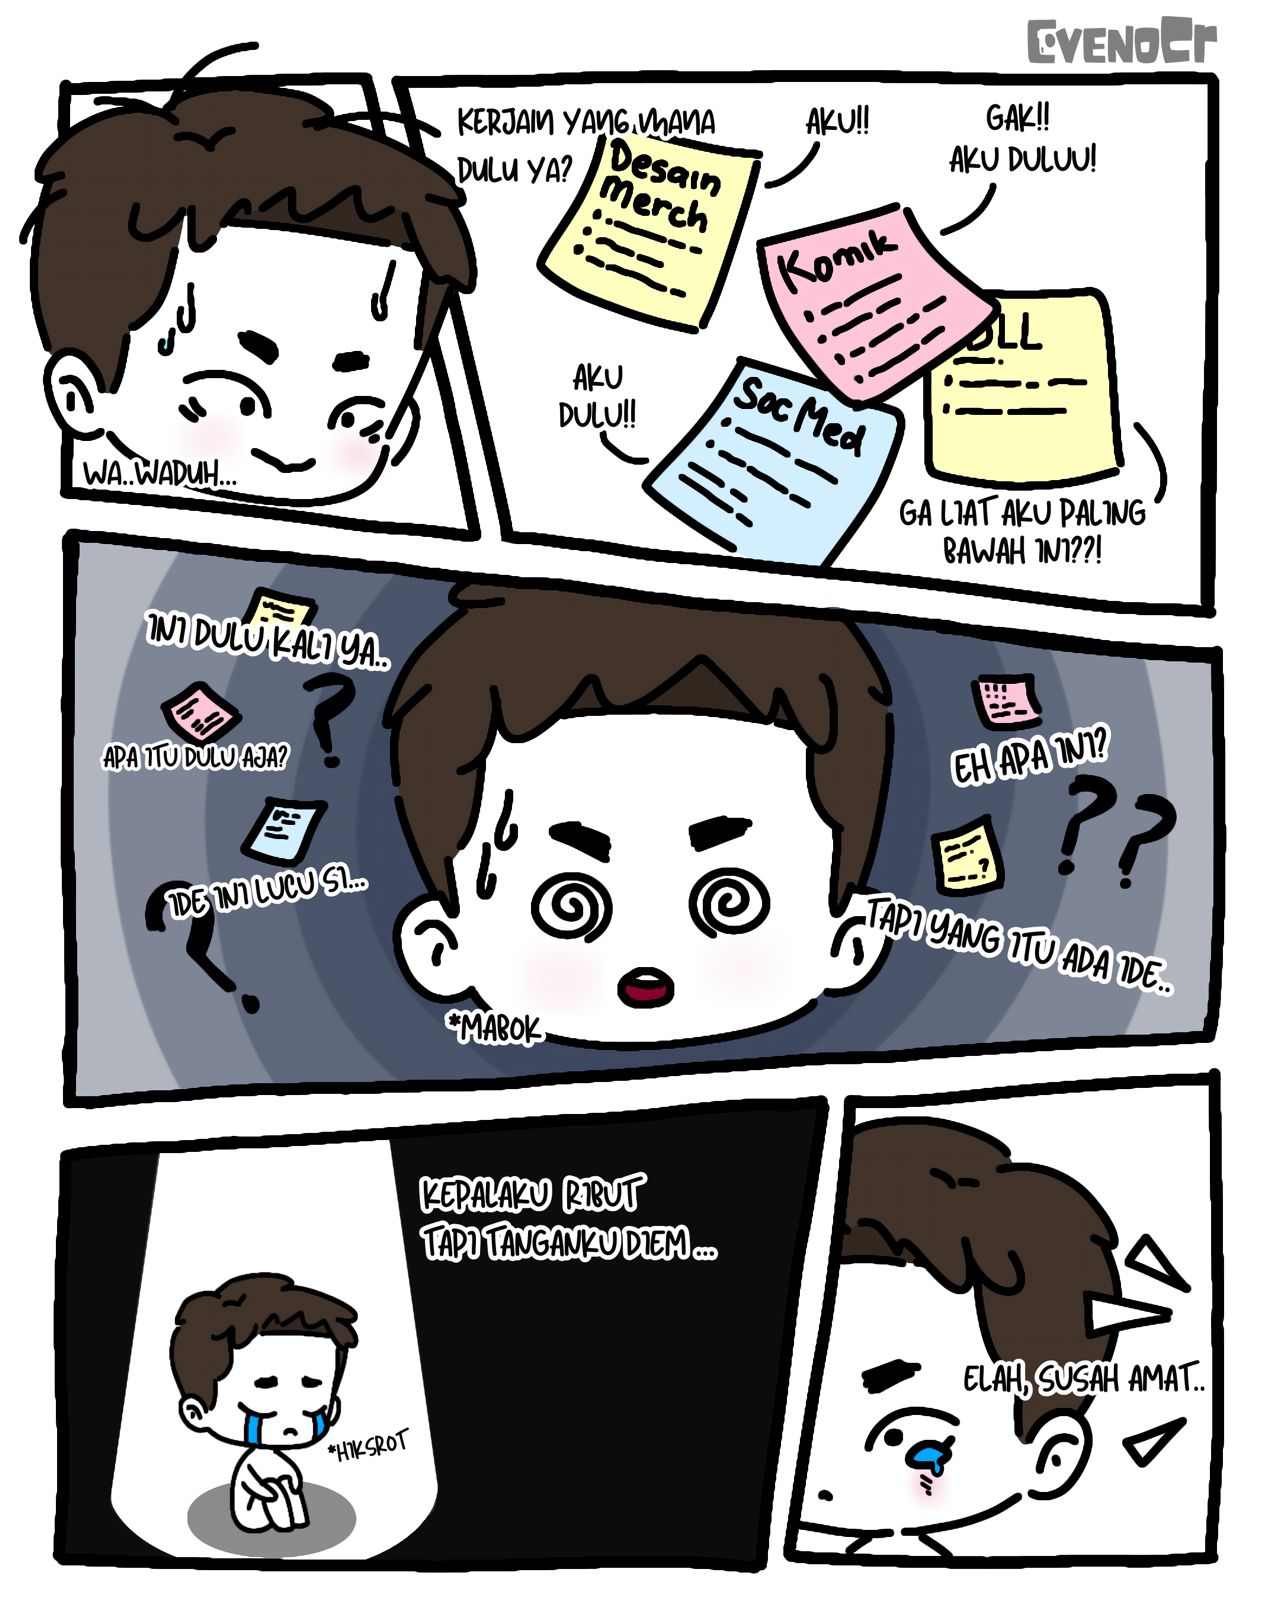 EVENOER
WA..WADUH...
KERJAIN YANG MANA
DULU YA?
Desain
Merch
AKU!!
GAK!!
AKU DULUU!
Komik
DLL
AKU
DULU!!
Soc Med
GA LIAT AKU PALING
BAWAH INI??!
INI DULU KALI YA..
?
APA ITU DULU AJA?
IDE INI LUCU SI...
?
EH APA INI?
? ?
?
TAPI YANG ITU ADA IDE..
*MABOK
KEPALAKU RIBUT
TAPI TANGANKU DIEM ...
*HIKSROT
ELAH, SUSAH AMAT..